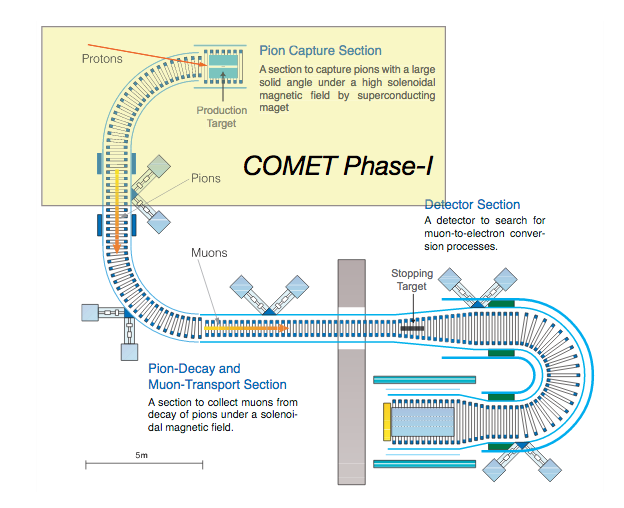 Protons
Pion Capture Section
A section to capture pions with a large
solid angle under a high solenoidal
magnetic field by superconducting
maget
Production
Target
COMET Phase-I
Pions
Detector Section
A detector to search for
muon-to-electron conver-
sion processes.
Muons
Stopping
Target
Pion-Decay and
Muon-Transport Section
A section to collect muons from
decay of pions under a solenoi-
dal magnetic field.
5m